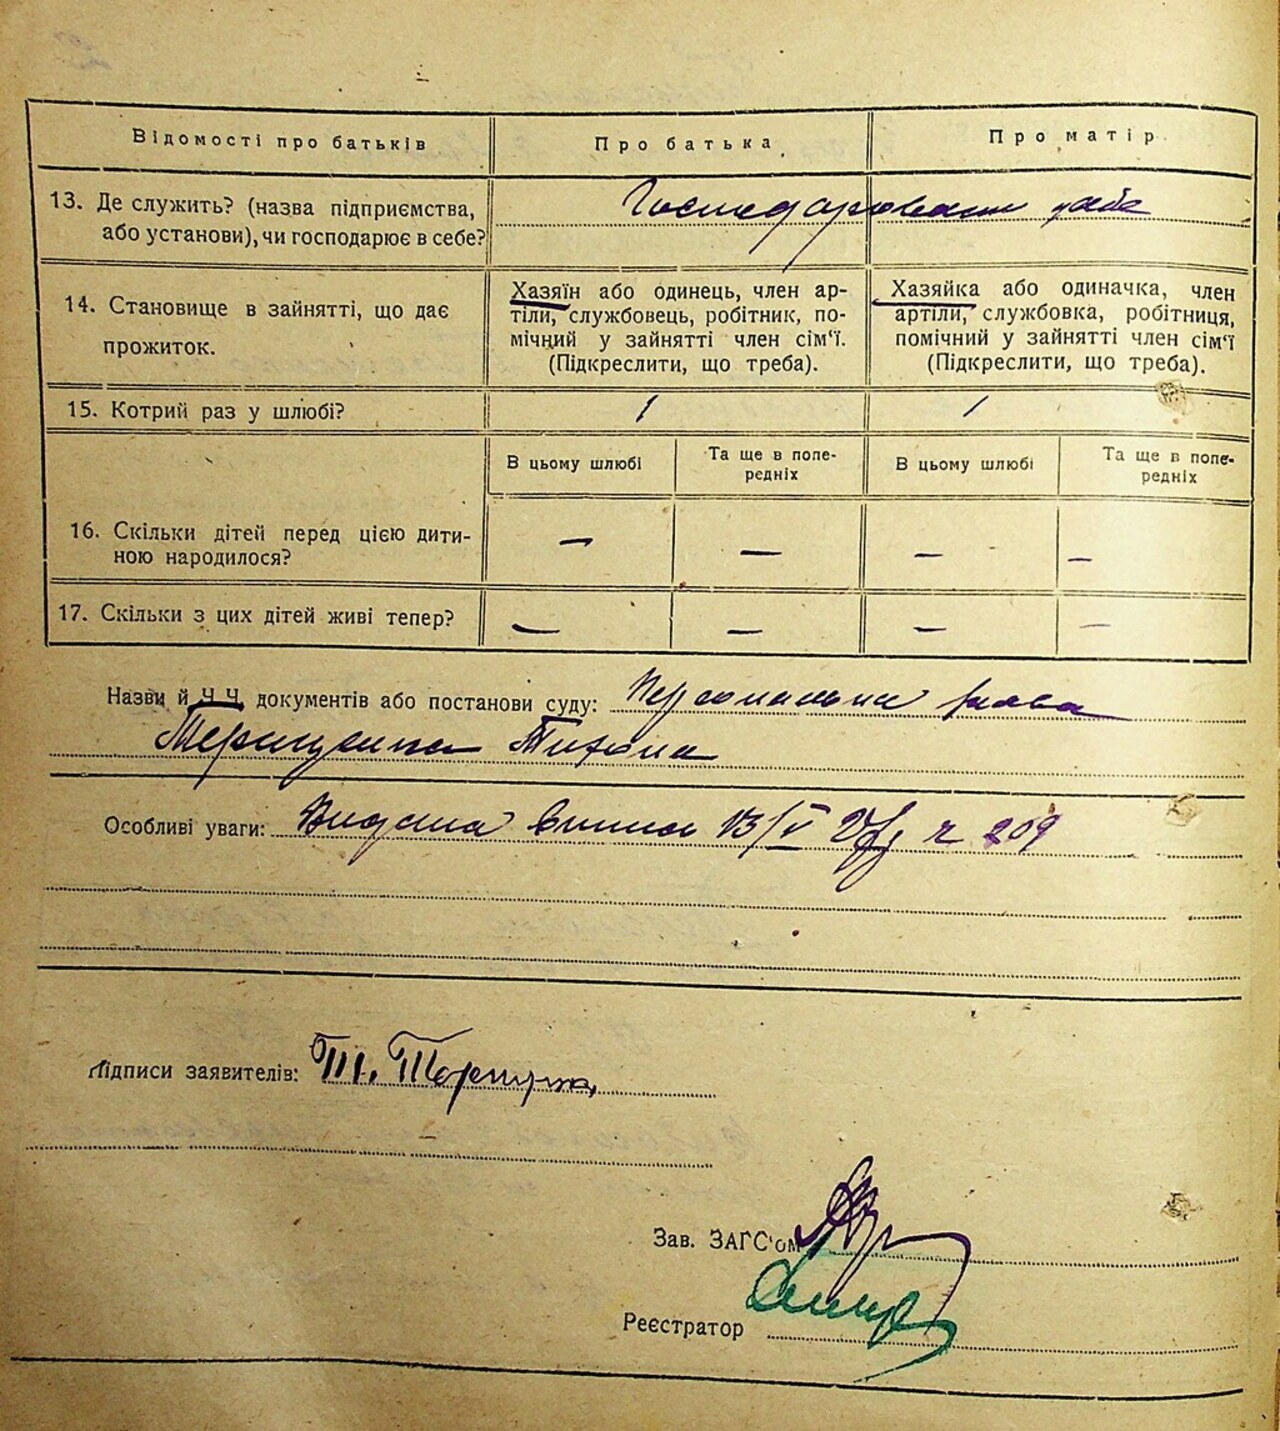 Відомості про батьків
Про батька
Про матір
13. Де служить? (назва підприємства,
або установи), чи господарює в себе?
14. Становище в зайнятті, що дає
прожиток.
Хазяїн або одинець, член ар-
тіли, службовець, робітник, по-
мічний у зайнятті член сім'ї.
(Підкреслити, що треба).
Хазяйка або одиначка, член
артіли, службовка, робітниця,
помічний у зайнятті член сім'ї
(Підкреслити, що треба).
15. Котрий раз у шлюбі?
1
1
В цьому шлюбі
Та ще в попе-
редніх
В цьому шлюбі
Та ще в попе-
редніх
16. Скільки дітей перед цією дити-
ною народилося?
— — — —
17. Скільки з цих дітей живі тепер?
— — — —
Назви й Ч Ч документів або постанови суду: Персональна
Тихона
Особливі уваги: Видана 13/V 209
Підписи заявителів: Т.
Зав. ЗАГС'ом
Реєстратор